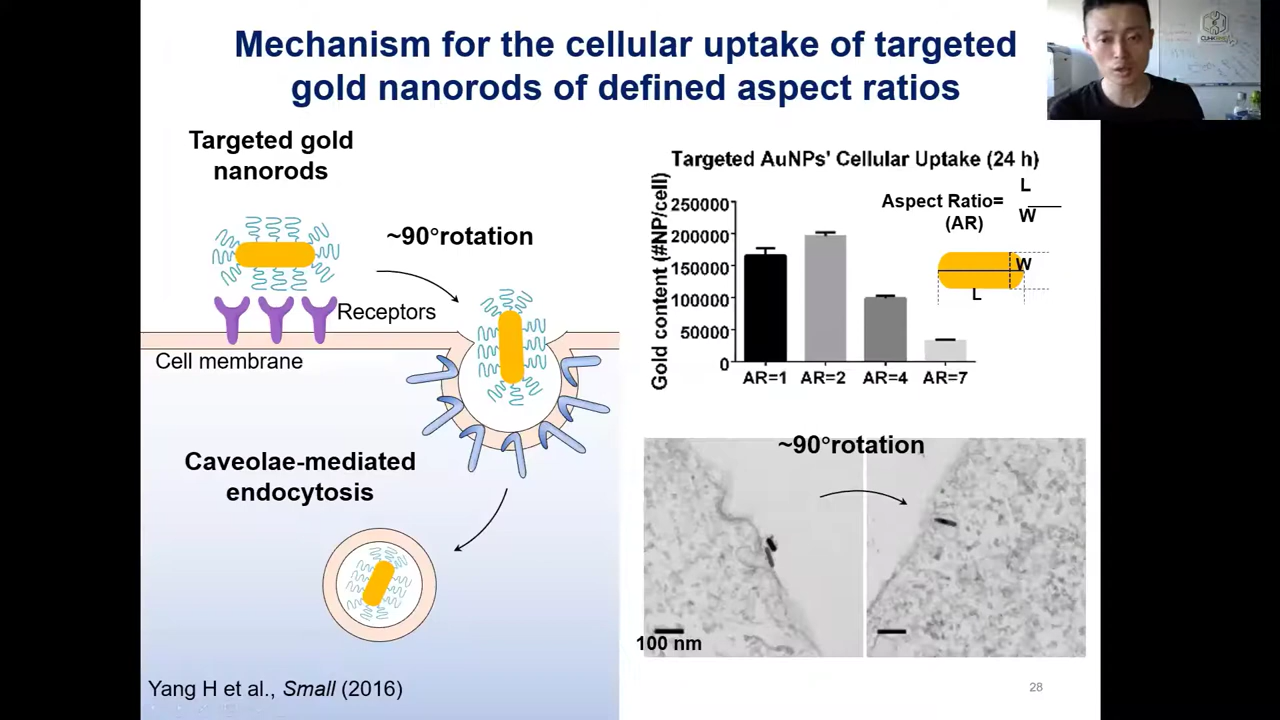 Mechanism for the cellular uptake of targeted
gold nanorods of defined aspect ratios
Targeted gold
nanorods
~90°rotation
Receptors
Cell membrane
Caveolae-mediated
endocytosis
Yang H et al., Small (2016)
Targeted AuNPs' Cellular Uptake (24 h)
Gold content (#NP/cell)
250000
200000
150000
100000
50000
0
AR=1 AR=2 AR=4 AR=7
Aspect Ratio=
(AR)
L
W
W
L
~90°rotation
100 nm
28